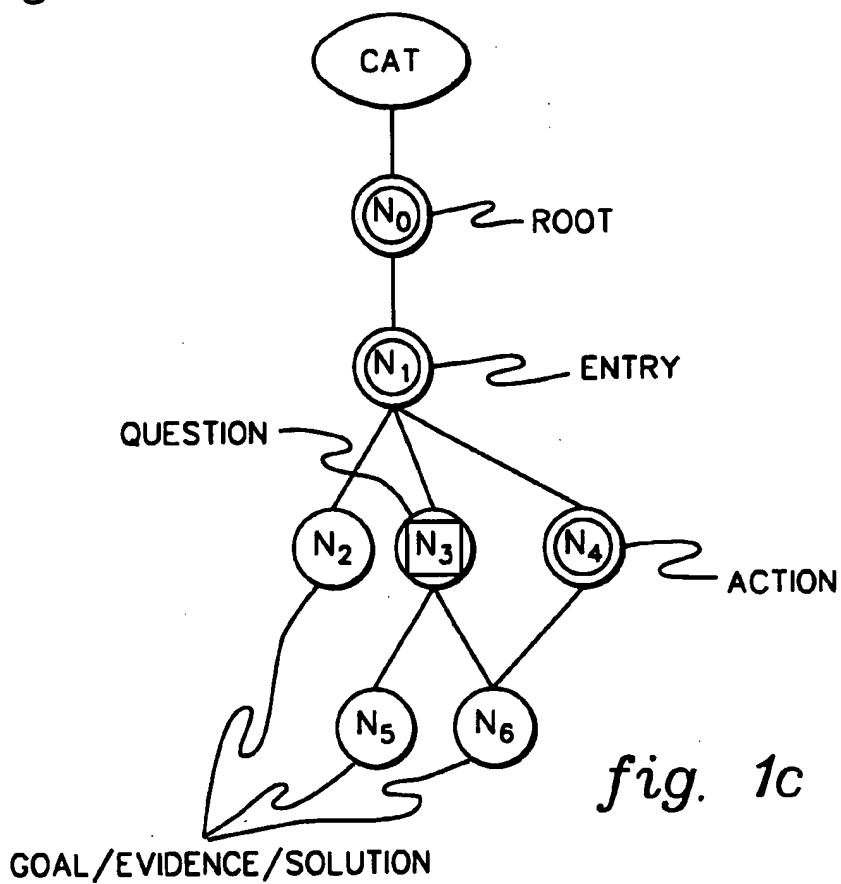 CAT
N0
ROOT
N1
ENTRY
QUESTION
N2
N3
N4
ACTION
N5
N6
fig. 1c
GOAL/EVIDENCE/SOLUTION